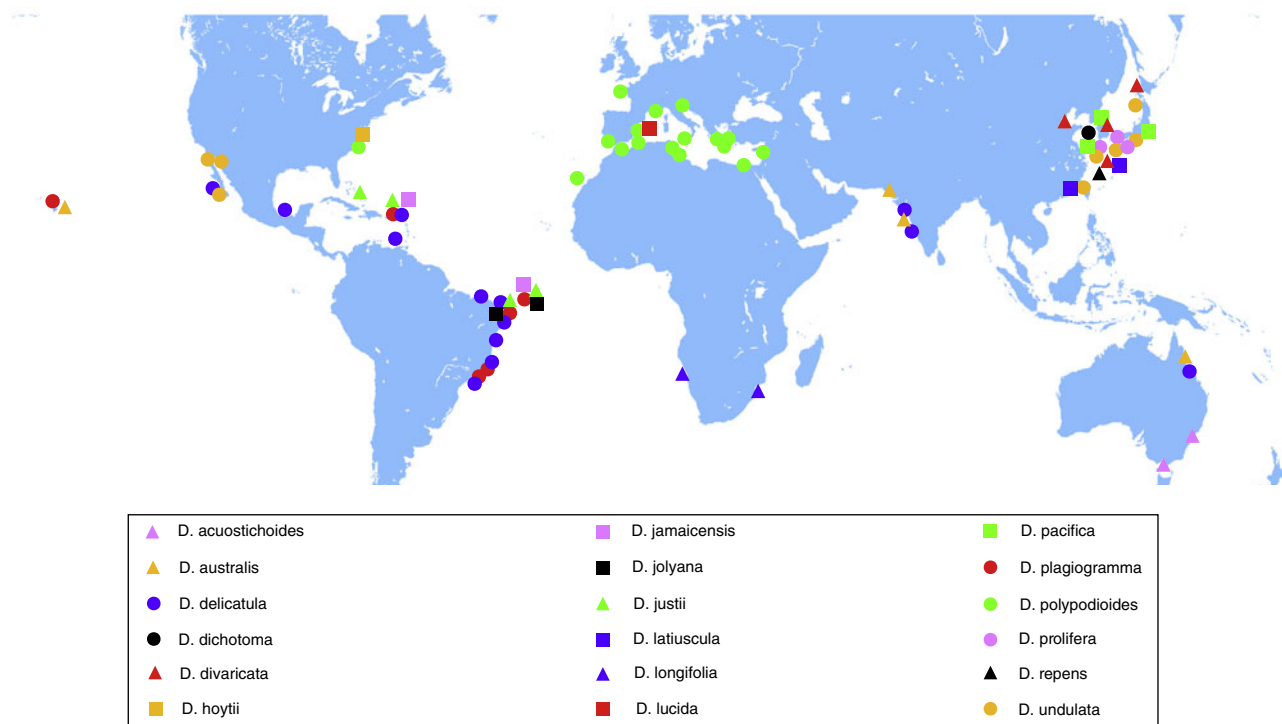 D. acuostichoides
D. jamaicensis
D. pacifica
D. australis
D. jolyana
D. plagiogramma
D. delicatula
D. justii
D. polypodioides
D. dichotoma
D. latiuscula
D. prolifera
D. divaricata
D. longifolia
D. repens
D. hoytii
D. lucida
D. undulata